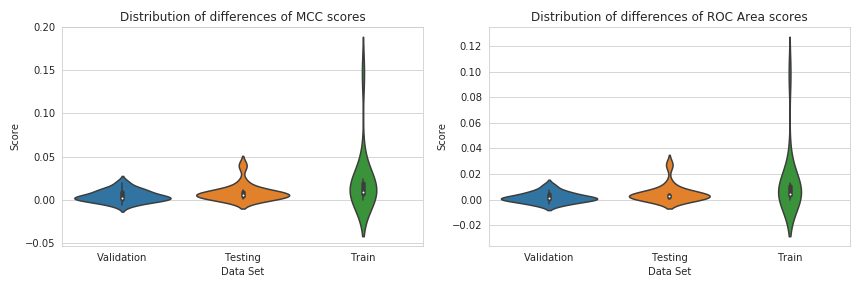 Distribution of differences of MCC scores
0.20
0.15
0.10
0.05
0.00
−0.05
Score
Validation
Testing
Train
Data Set
Distribution of differences of ROC Area scores
0.12
0.10
0.08
0.06
0.04
0.02
0.00
−0.02
Score
Validation
Testing
Train
Data Set